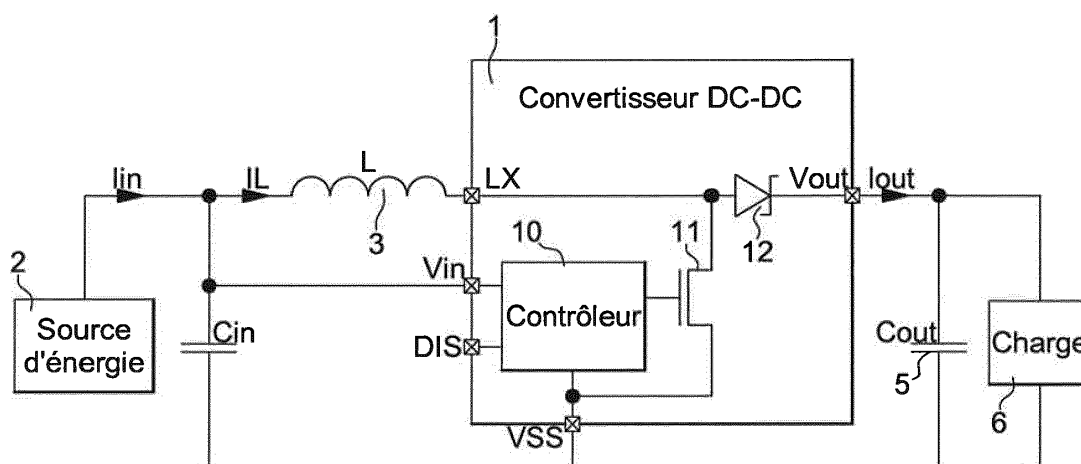 1
Convertisseur DC-DC
Iin
IL
L
LX
Vout
Iout
3
12
2
Vin
10
11
Source
d'énergie
Cin
DIS
Contrôleur
Cout
5
Charge
6
VSS